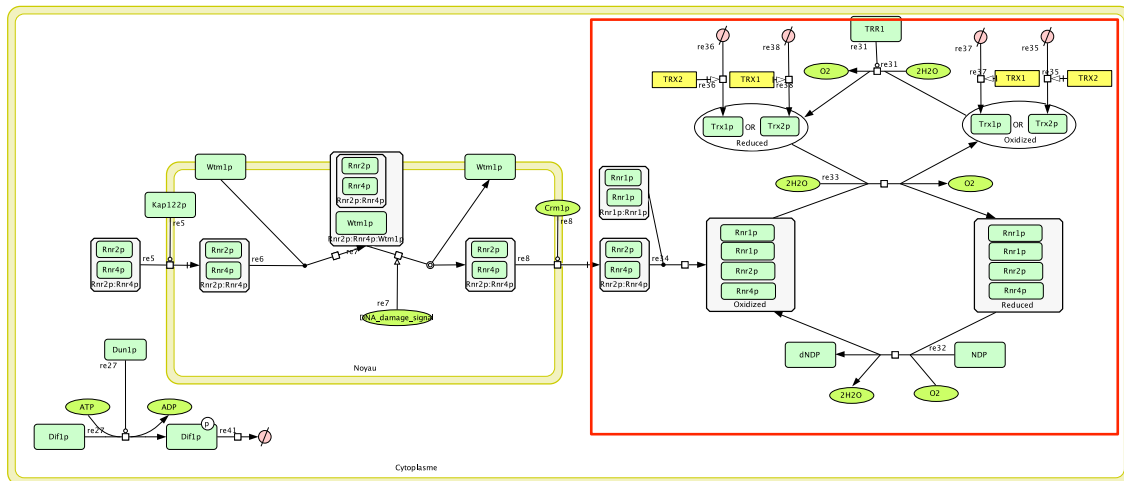 TRR1
re36
re38
re31
re37
re35
O2
re31
2H2O
TRX2
TRX1
re37
TRX1
re35
TRX2
re36
re38
Trx1p
OR
Trx2p
Reduced
Trx1p
OR
Trx2p
Oxidized
Wtm1p
Rnr2p
Rnr4p
Rnr2p:Rnr4p
Wtm1p
Rnr2p:Rnr4p:Wtm1p
Wtm1p
Rnr1p
Rnr1p
Rnr1p:Rnr1p
2H2O
re33
O2
Kap122p
re5
Crm1p
re8
Rnr2p
Rnr4p
Rnr2p:Rnr4p
re5
Rnr2p
Rnr4p
Rnr2p:Rnr4p
re6
re7
Rnr2p
Rnr4p
Rnr2p:Rnr4p
re8
Rnr2p
Rnr4p
Rnr2p:Rnr4p
re34
Rnr1p
Rnr1p
Rnr2p
Rnr4p
Oxidized
Rnr1p
Rnr1p
Rnr2p
Rnr4p
Reduced
re7
DNA_damage_signal
Dun1p
re27
Noyau
dNDP
re32
NDP
2H2O
O2
ATP
ADP
Dif1p
re27
Dif1p
P
re41
Cytoplasme